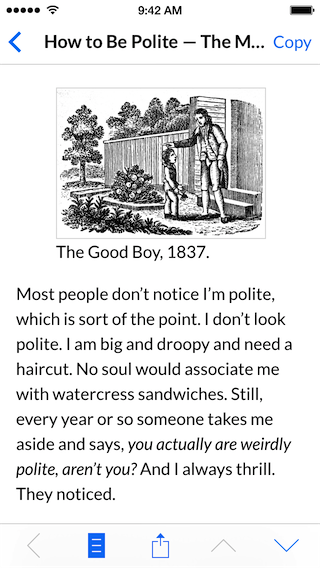 9:42 AM
How to Be Polite — The M...
Copy
The Good Boy, 1837.
Most people don’t notice I’m polite,
which is sort of the point. I don’t look
polite. I am big and droopy and need a
haircut. No soul would associate me
with watercress sandwiches. Still,
every year or so someone takes me
aside and says, you actually are weirdly
polite, aren’t you? And I always thrill.
They noticed.